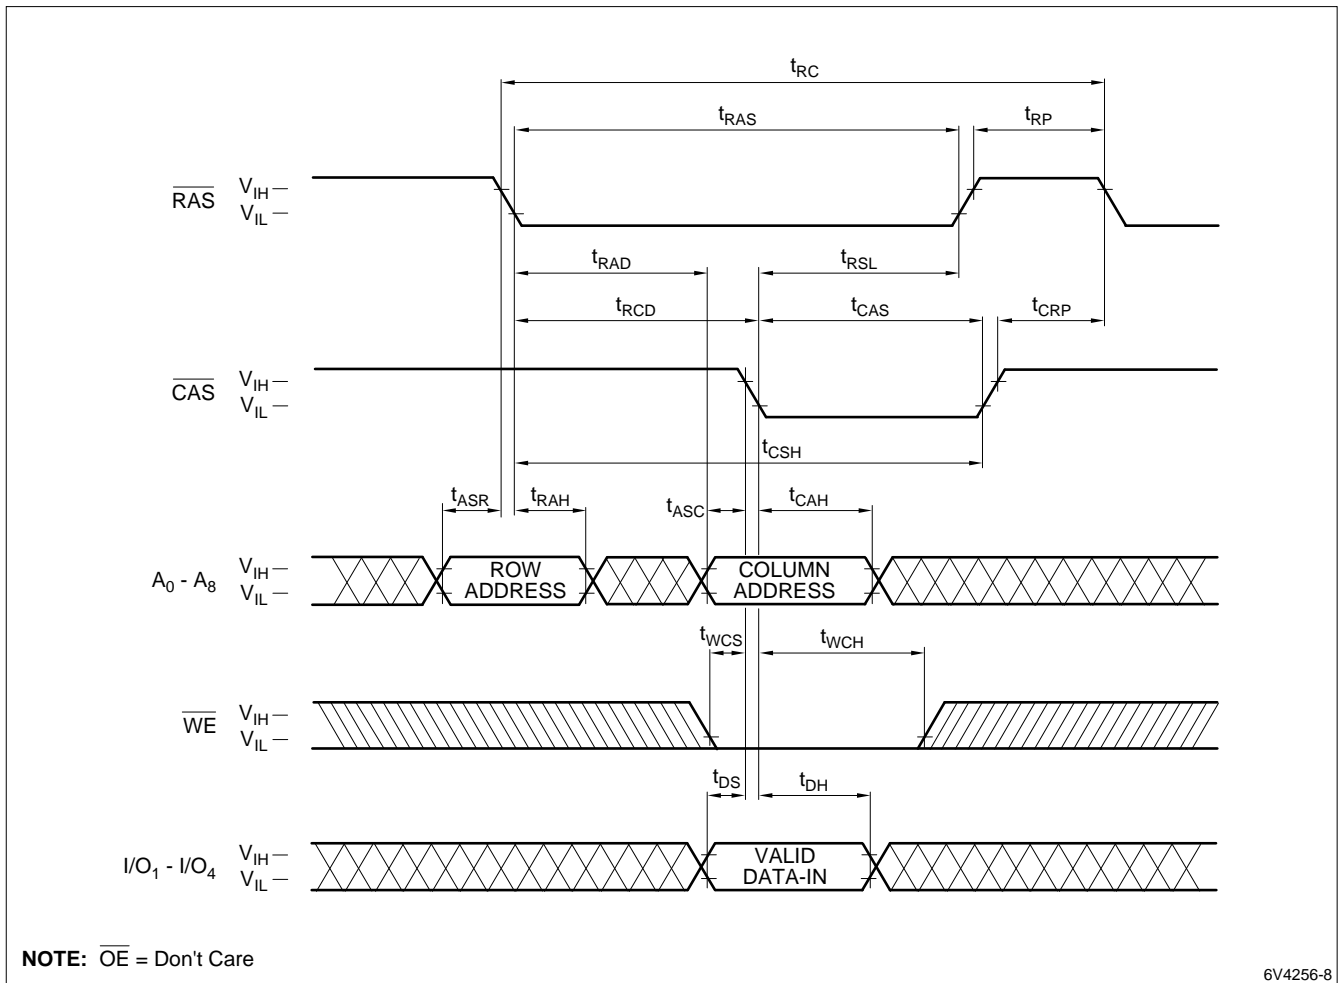 tRC
tRAS
tRP
RAS
VIH
VIL
tRAD
tRSL
tRCD
tCAS
tCRP
CAS
VIH
VIL
tCSH
tASR
tRAH
tASC
tCAH
A0 - A8
VIH
VIL
ROW
ADDRESS
COLUMN
ADDRESS
tWCS
tWCH
WE
VIH
VIL
tDS
tDH
I/O1 - I/O4
VIH
VIL
VALID
DATA-IN
NOTE: OE = Don't Care
6V4256-8